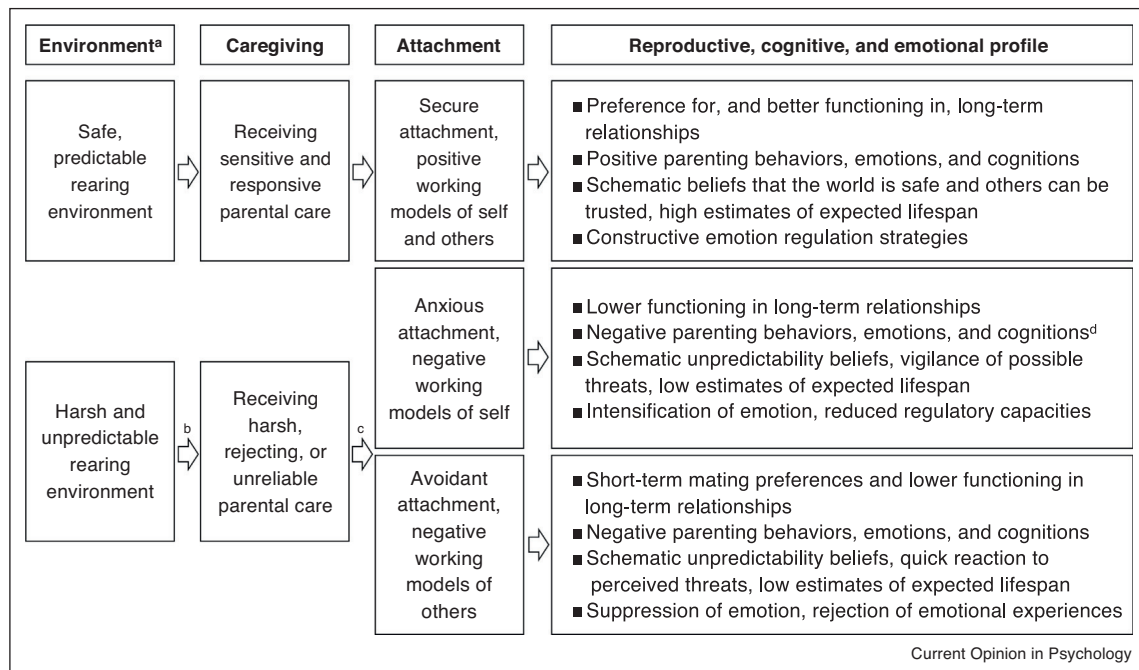 Environmentᵃ
Caregiving
Attachment
Reproductive, cognitive, and emotional profile
Safe,
predictable
rearing
environment
Receiving
sensitive and
responsive
parental care
Secure
attachment,
positive
working
models of self
and others
■ Preference for, and better functioning in, long-term
relationships
■ Positive parenting behaviors, emotions, and cognitions
■ Schematic beliefs that the world is safe and others can be
trusted, high estimates of expected lifespan
■ Constructive emotion regulation strategies
Harsh and
unpredictable
rearing
environment
b
Receiving
harsh,
rejecting, or
unreliable
parental care
c
Anxious
attachment,
negative
working
models of self
■ Lower functioning in long-term relationships
■ Negative parenting behaviors, emotions, and cognitionsᵈ
■ Schematic unpredictability beliefs, vigilance of possible
threats, low estimates of expected lifespan
■ Intensification of emotion, reduced regulatory capacities
Avoidant
attachment,
negative
working
models of
others
■ Short-term mating preferences and lower functioning in
long-term relationships
■ Negative parenting behaviors, emotions, and cognitions
■ Schematic unpredictability beliefs, quick reaction to
perceived threats, low estimates of expected lifespan
■ Suppression of emotion, rejection of emotional experiences
Current Opinion in Psychology